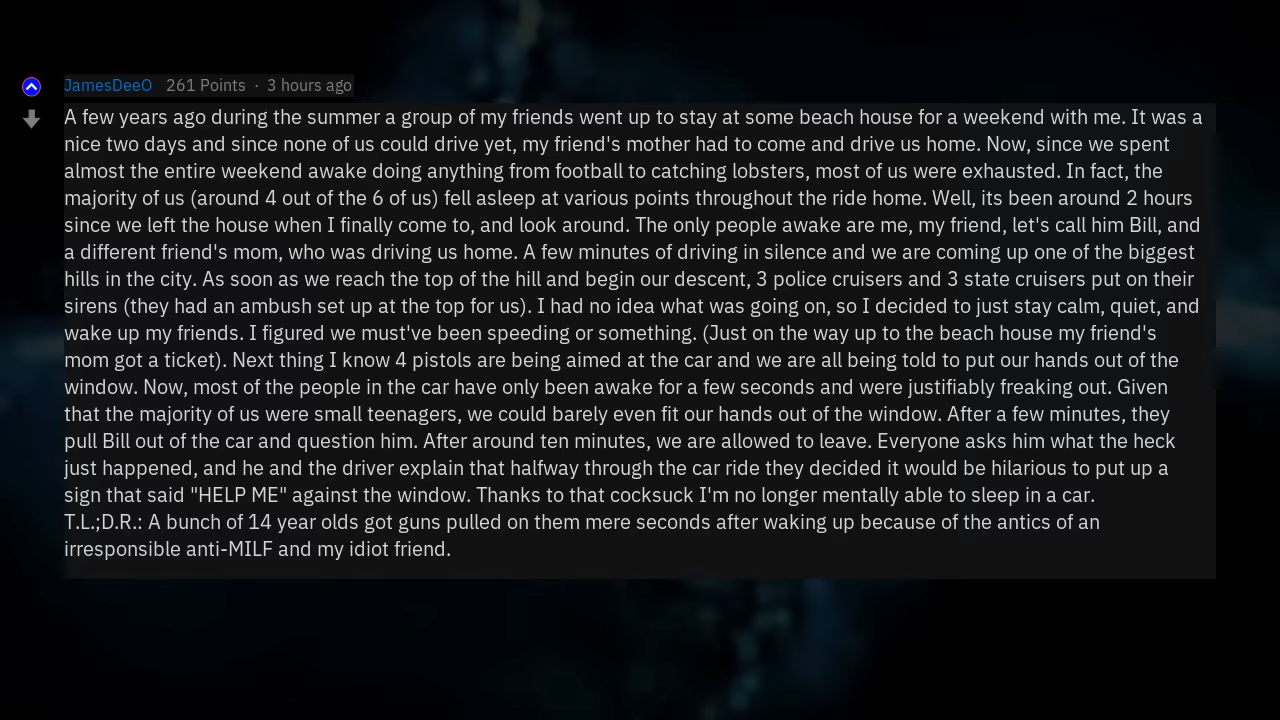 JamesDeeO 261 Points · 3 hours ago
A few years ago during the summer a group of my friends went up to stay at some beach house for a weekend with me. It was a
nice two days and since none of us could drive yet, my friend's mother had to come and drive us home. Now, since we spent
almost the entire weekend awake doing anything from football to catching lobsters, most of us were exhausted. In fact, the
majority of us (around 4 out of the 6 of us) fell asleep at various points throughout the ride home. Well, its been around 2 hours
since we left the house when I finally come to, and look around. The only people awake are me, my friend, let's call him Bill, and
a different friend's mom, who was driving us home. A few minutes of driving in silence and we are coming up one of the biggest
hills in the city. As soon as we reach the top of the hill and begin our descent, 3 police cruisers and 3 state cruisers put on their
sirens (they had an ambush set up at the top for us). I had no idea what was going on, so I decided to just stay calm, quiet, and
wake up my friends. I figured we must've been speeding or something. (Just on the way up to the beach house my friend's
mom got a ticket). Next thing I know 4 pistols are being aimed at the car and we are all being told to put our hands out of the
window. Now, most of the people in the car have only been awake for a few seconds and were justifiably freaking out. Given
that the majority of us were small teenagers, we could barely even fit our hands out of the window. After a few minutes, they
pull Bill out of the car and question him. After around ten minutes, we are allowed to leave. Everyone asks him what the heck
just happened, and he and the driver explain that halfway through the car ride they decided it would be hilarious to put up a
sign that said "HELP ME" against the window. Thanks to that cocksuck I'm no longer mentally able to sleep in a car.
T.L.;D.R.: A bunch of 14 year olds got guns pulled on them mere seconds after waking up because of the antics of an
irresponsible anti-MILF and my idiot friend.